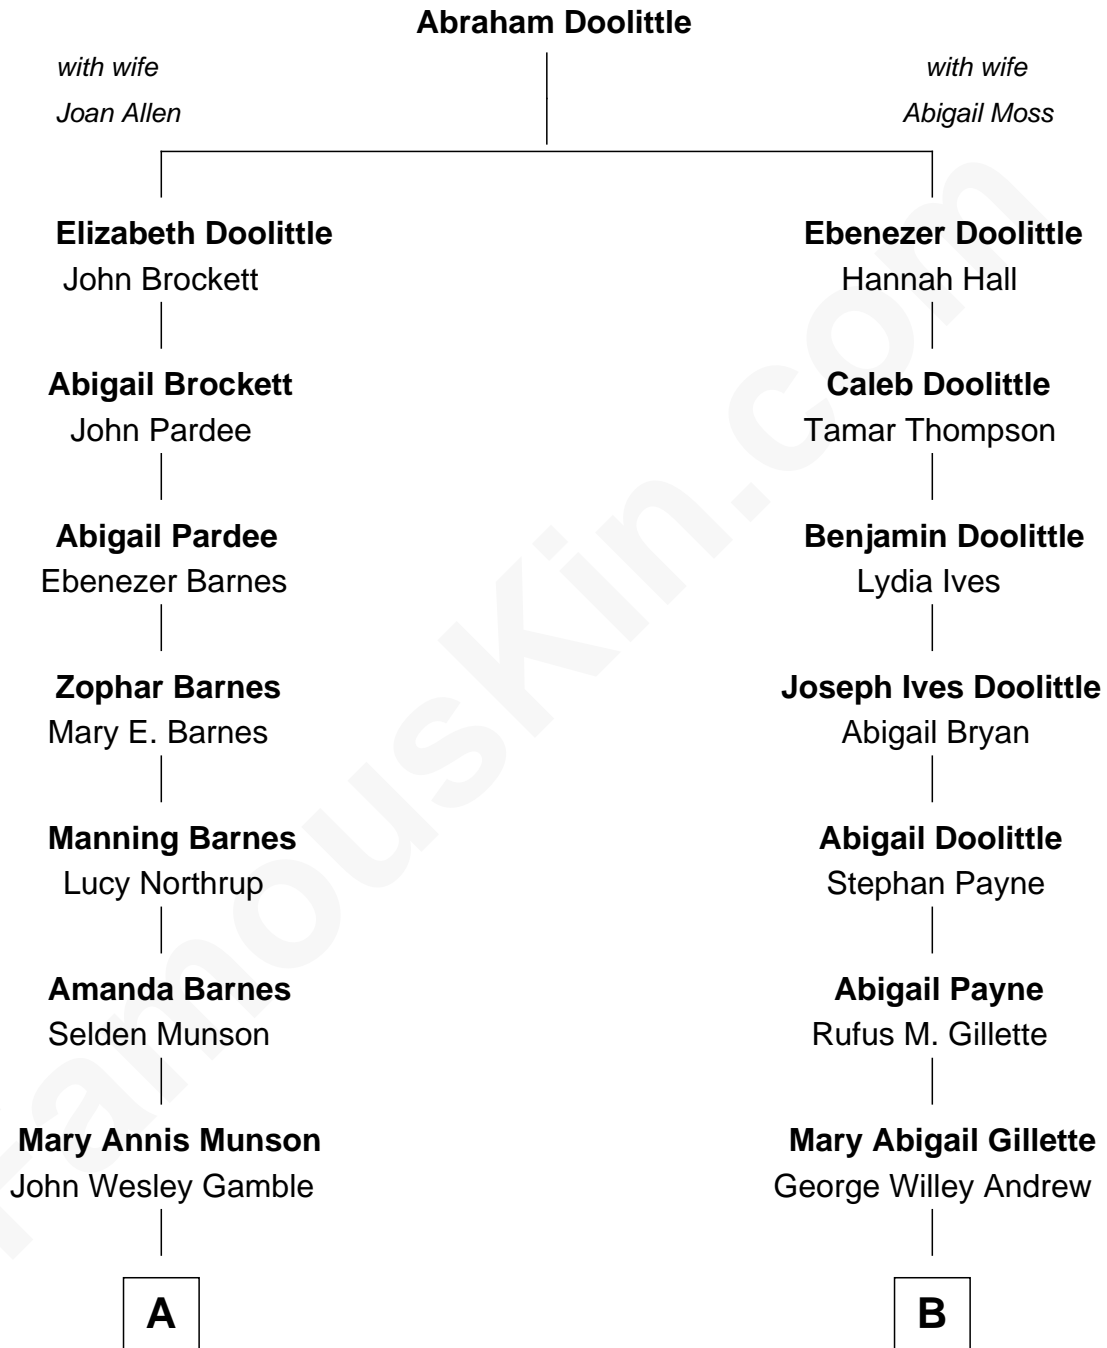 Abraham Doolittle
with wife
Joan Allen
with wife
Abigail Moss
Elizabeth Doolittle
John Brockett
Ebenezer Doolittle
Hannah Hall
Abigail Brockett
John Pardee
Caleb Doolittle
Tamar Thompson
Abigail Pardee
Ebenezer Barnes
Benjamin Doolittle
Lydia Ives
Zophar Barnes
Mary E. Barnes
Joseph Ives Doolittle
Abigail Bryan
Manning Barnes
Lucy Northrup
Abigail Doolittle
Stephan Payne
Amanda Barnes
Selden Munson
Abigail Payne
Rufus M. Gillette
Mary Annis Munson
John Wesley Gamble
Mary Abigail Gillette
George Willey Andrew
A
B
FamousKin.com